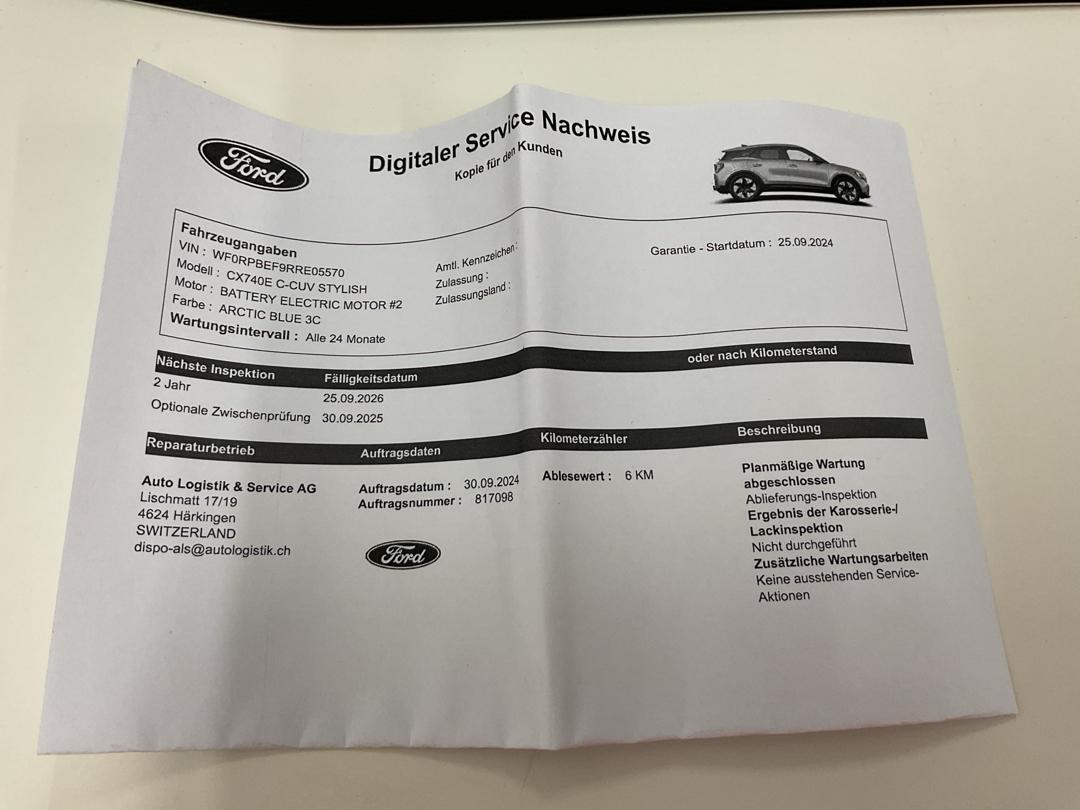 Ford
Digitaler Service Nachweis
Kopie für den Kunden
Fahrzeugangaben
VIN : WF0RPBEF9RRE05570
Modell : CX740E C-CUV STYLISH
Motor : BATTERY ELECTRIC MOTOR #2
Farbe : ARCTIC BLUE 3C
Wartungsintervall : Alle 24 Monate
Amtl. Kennzeichen :
Zulassung :
Zulassungsland :
Garantie - Startdatum : 25.09.2024
Nächste Inspektion Fälligkeitsdatum oder nach Kilometerstand
2 Jahr 25.09.2026
Optionale Zwischenprüfung 30.09.2025
Reparaturbetrieb Auftragsdaten Kilometerzähler Beschreibung
Auto Logistik & Service AG
Lischmatt 17/19
4624 Härkingen
SWITZERLAND
dispo-als@autologistik.ch
Auftragsdatum : 30.09.2024
Auftragsnummer : 817098
Ford
Ablesewert : 6 KM
Planmäßige Wartung
abgeschlossen
Ablieferungs-Inspektion
Ergebnis der Karosserie-/
Lackinspektion
Nicht durchgeführt
Zusätzliche Wartungsarbeiten
Keine ausstehenden Service-
Aktionen